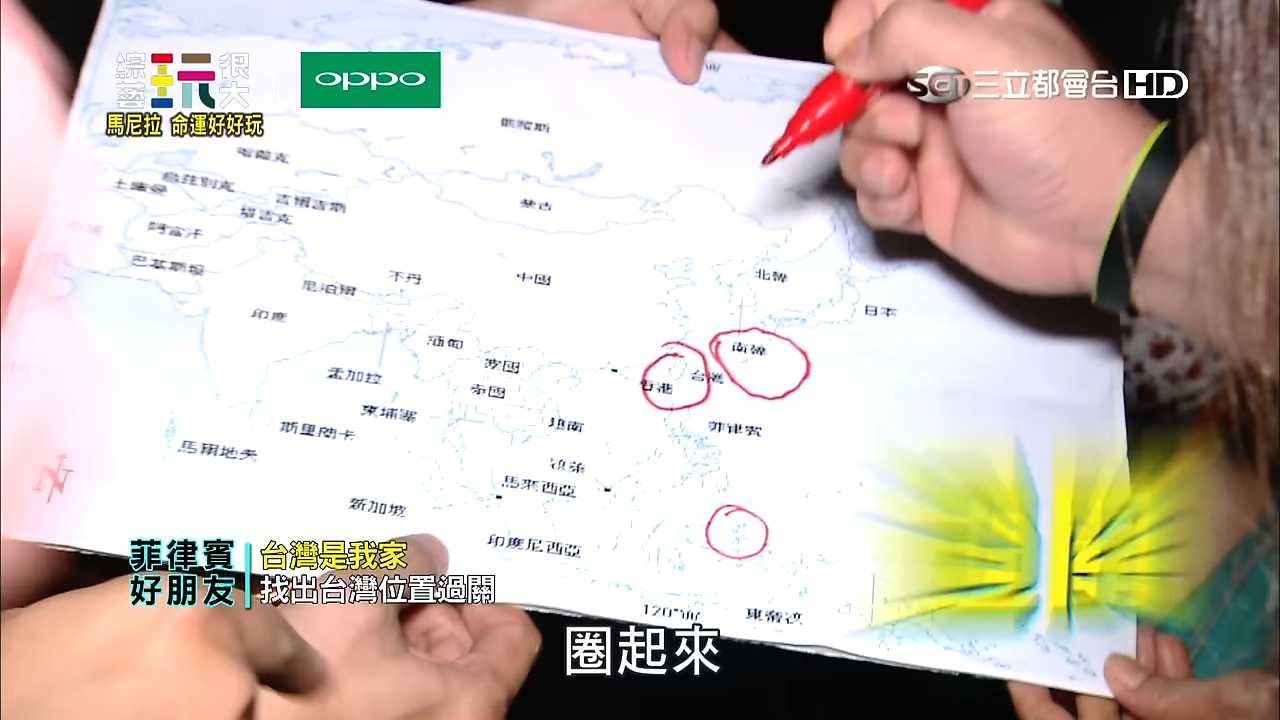 綜藝玩很大
oppo
SET三立都會台HD
馬尼拉 命運好好玩
俄羅斯
哈薩克
烏茲別克
土庫曼
吉爾吉斯
塔吉克
蒙古
阿富汗
巴基斯坦
不丹
中國
北韓
尼泊爾
日本
印度
緬甸
南韓
寮國
孟加拉
泰國
香港
台灣
柬埔寨
越南
菲律賓
斯里蘭卡
馬爾地夫
汶萊
馬來西亞
新加坡
印度尼西亞
東帝汶
菲律賓好朋友
台灣是我家
找出台灣位置過關
圈起來